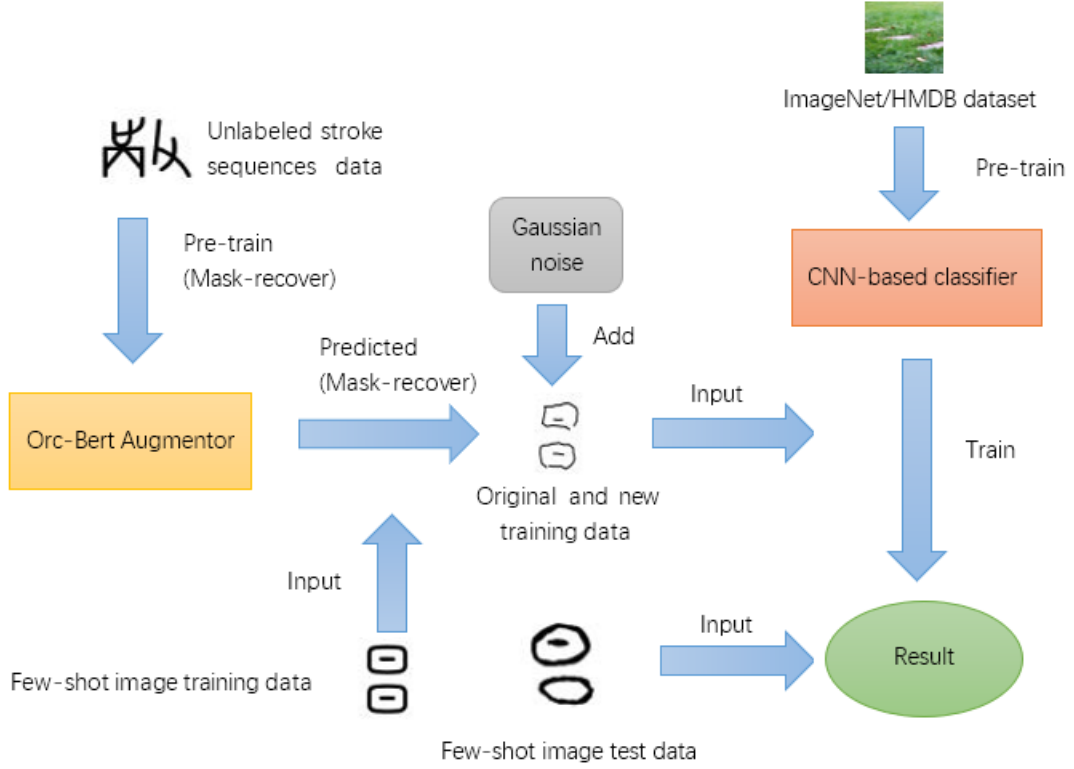 ImageNet/HMDB dataset
Unlabeled stroke
sequences data
Pre-train
Gaussian
noise
Pre-train
(Mask-recover)
CNN-based classifier
Add
Predicted
(Mask-recover)
Input
Orc-Bert Augmentor
Train
Original and new
training data
Input
Input
Result
Few-shot image training data
Few-shot image test data